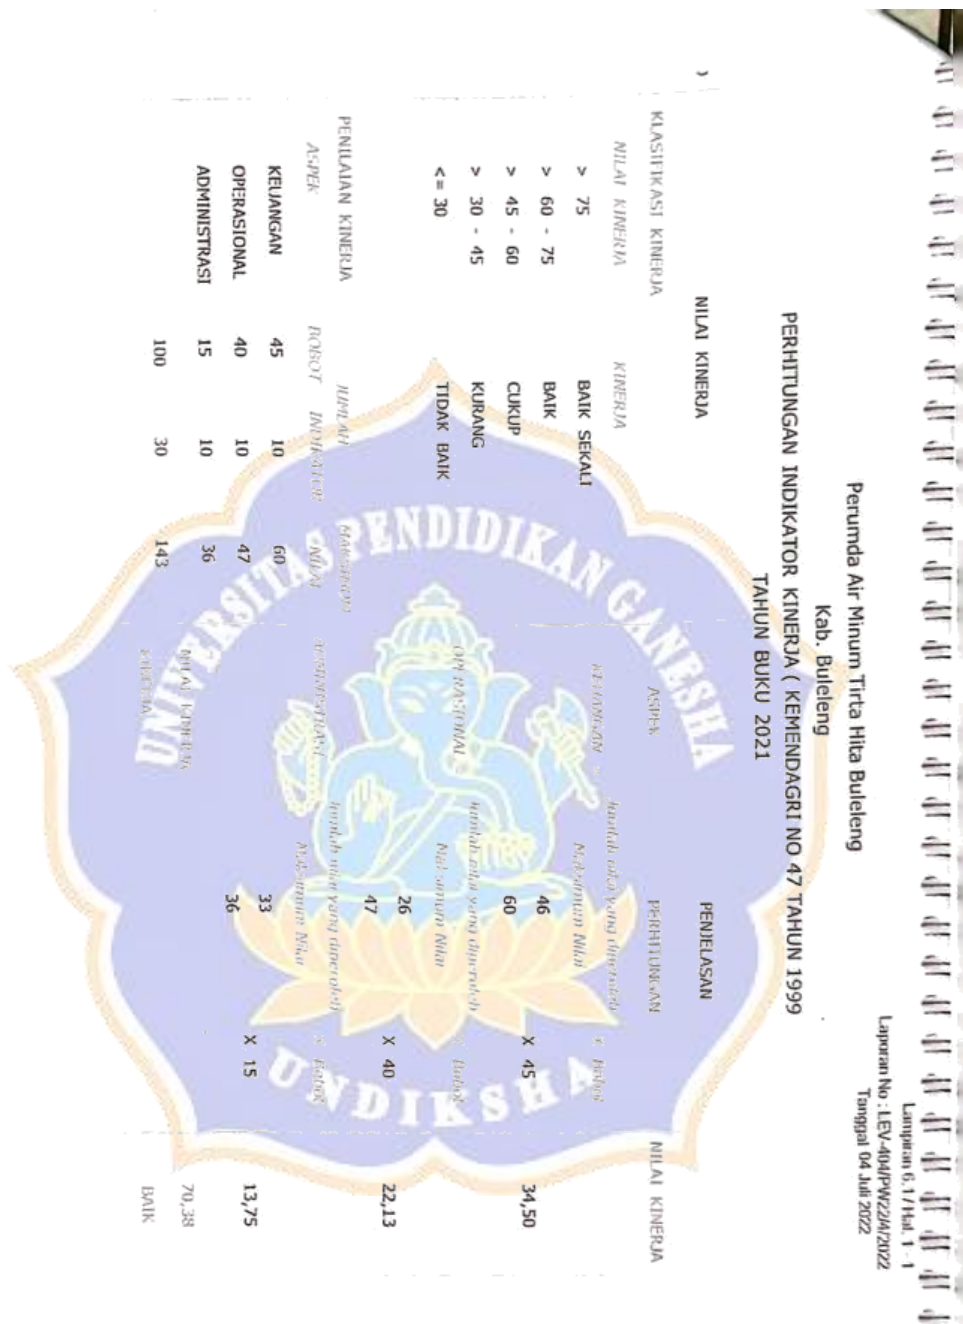 Lampiran 6.1 / Hal. 1 - 1
Laporan No : LEV-404/PW22/4/2022
Tanggal 04 Juli 2022
Perumda Air Minum Tirta Hita Buleleng
Kab. Buleleng
PERHITUNGAN INDIKATOR KINERJA ( KEMENDAGRI NO 47 TAHUN 1999
TAHUN BUKU 2021
NILAI KINERJA PENJELASAN
KLASIFIKASI KINERJA ASPEK PERHITUNGAN NILAI KINERJA
NILAI KINERJA KINERJA
KEUANGAN Jumlah nilai yang diperoleh X Bobot
Maksimum Nilai
> 75 BAIK SEKALI
> 60 - 75 BAIK 46
> 45 - 60 CUKUP 60 X 45 34,50
> 30 - 45 KURANG
OPERASIONAL Jumlah nilai yang diperoleh X Bobot
<= 30 TIDAK BAIK Maksimum Nilai
26
47 X 40 22,13
PENILAIAN KINERJA JUMLAH MAKSIMUM
ASPEK BOBOT INDIKATOR NILAI
ADMINISTRASI Jumlah nilai yang diperoleh X Bobot
Maksimum Nilai
KEUANGAN 45 10 60
33
OPERASIONAL 40 10 47
36 X 15 13,75
ADMINISTRASI 15 10 36
NILAI KINERJA 70,38
100 30 143
KINERJA BAIK
UNIVERSITAS PENDIDIKAN GANESHA
UNDIKSHA